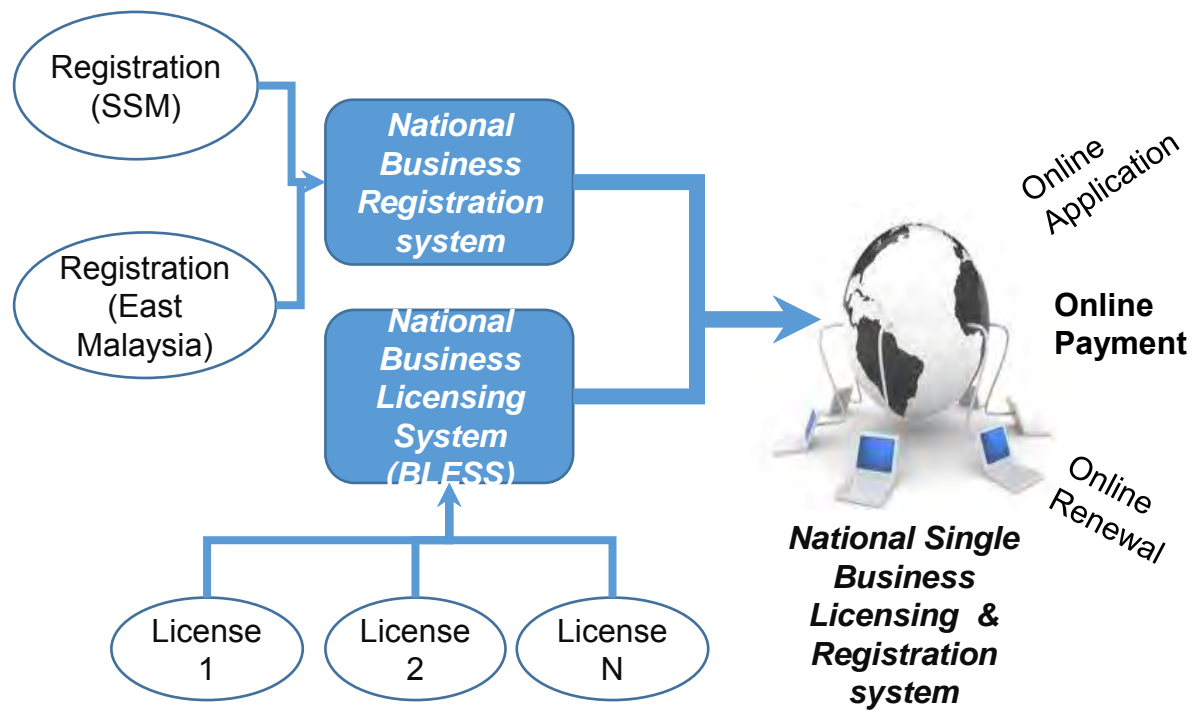 Registration
(SSM)
National
Business
Registration
system
Registration
(East
Malaysia)
National
Business
Licensing
System
(BLESS)
License
1
License
2
License
N
Online
Application
Online
Payment
Online
Renewal
National Single
Business
Licensing &
Registration
system